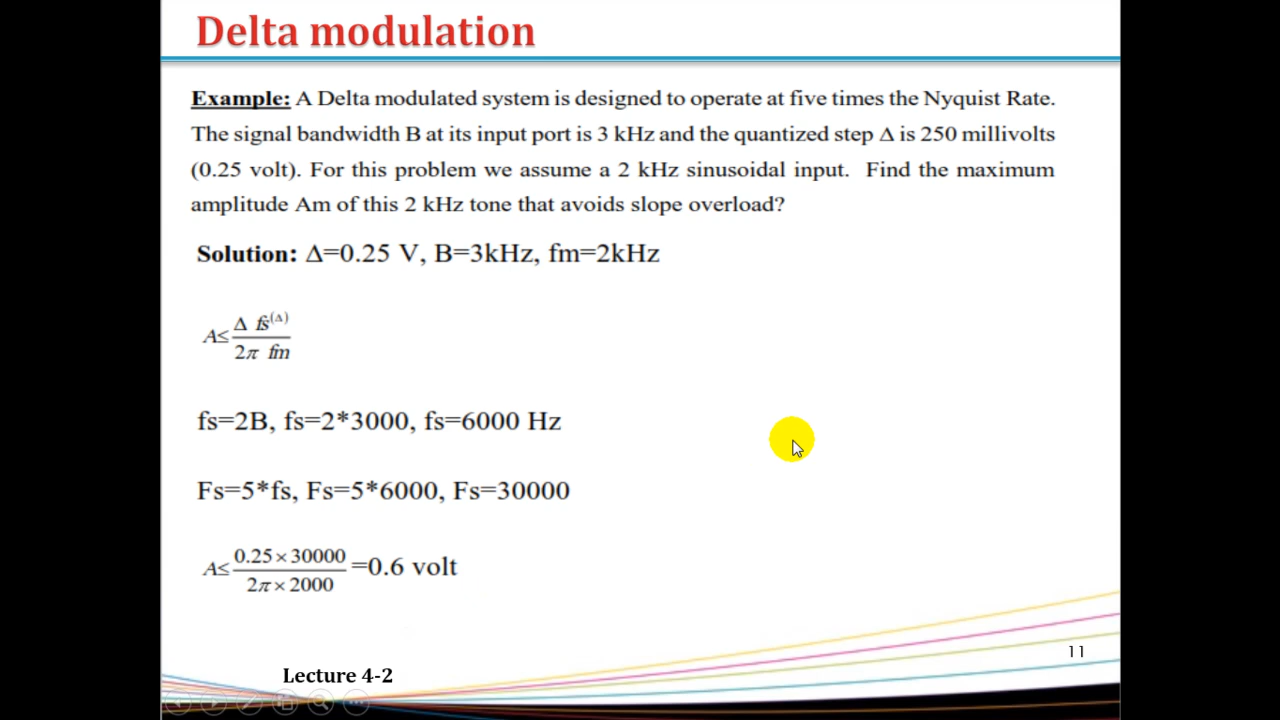 Delta modulation
Example: A Delta modulated system is designed to operate at five times the Nyquist Rate.
The signal bandwidth B at its input port is 3 kHz and the quantized step Δ is 250 millivolts
(0.25 volt). For this problem we assume a 2 kHz sinusoidal input. Find the maximum
amplitude Am of this 2 kHz tone that avoids slope overload?
Solution: Δ=0.25 V, B=3kHz, fm=2kHz
A≤ Δ fs(Δ) / 2π fm
fs=2B, fs=2*3000, fs=6000 Hz
Fs=5*fs, Fs=5*6000, Fs=30000
A≤ 0.25×30000 / 2π×2000 =0.6 volt
11
Lecture 4-2